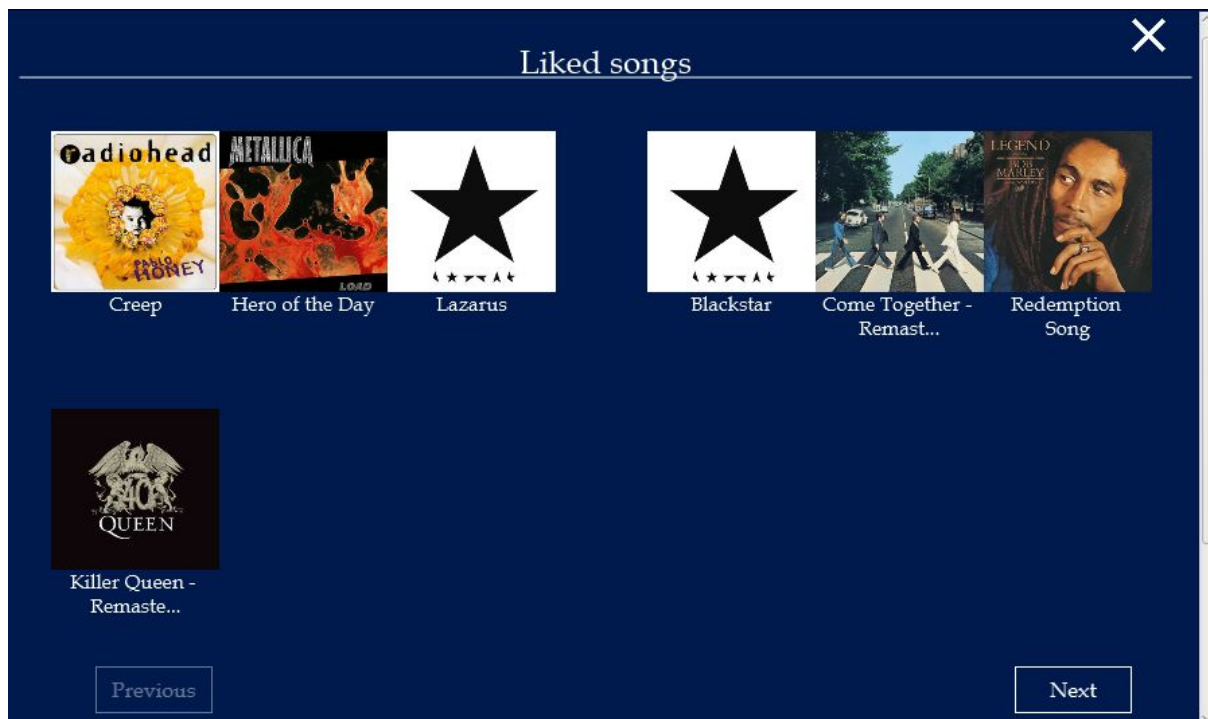 Liked songs
radiohead
PABLO
HONEY
METALLICA
LOAD
LEGEND
BOB
MARLEY
Creep
Hero of the Day
Lazarus
Blackstar
Come Together -
Remast...
Redemption
Song
40
QUEEN
Killer Queen -
Remaste...
Previous
Next